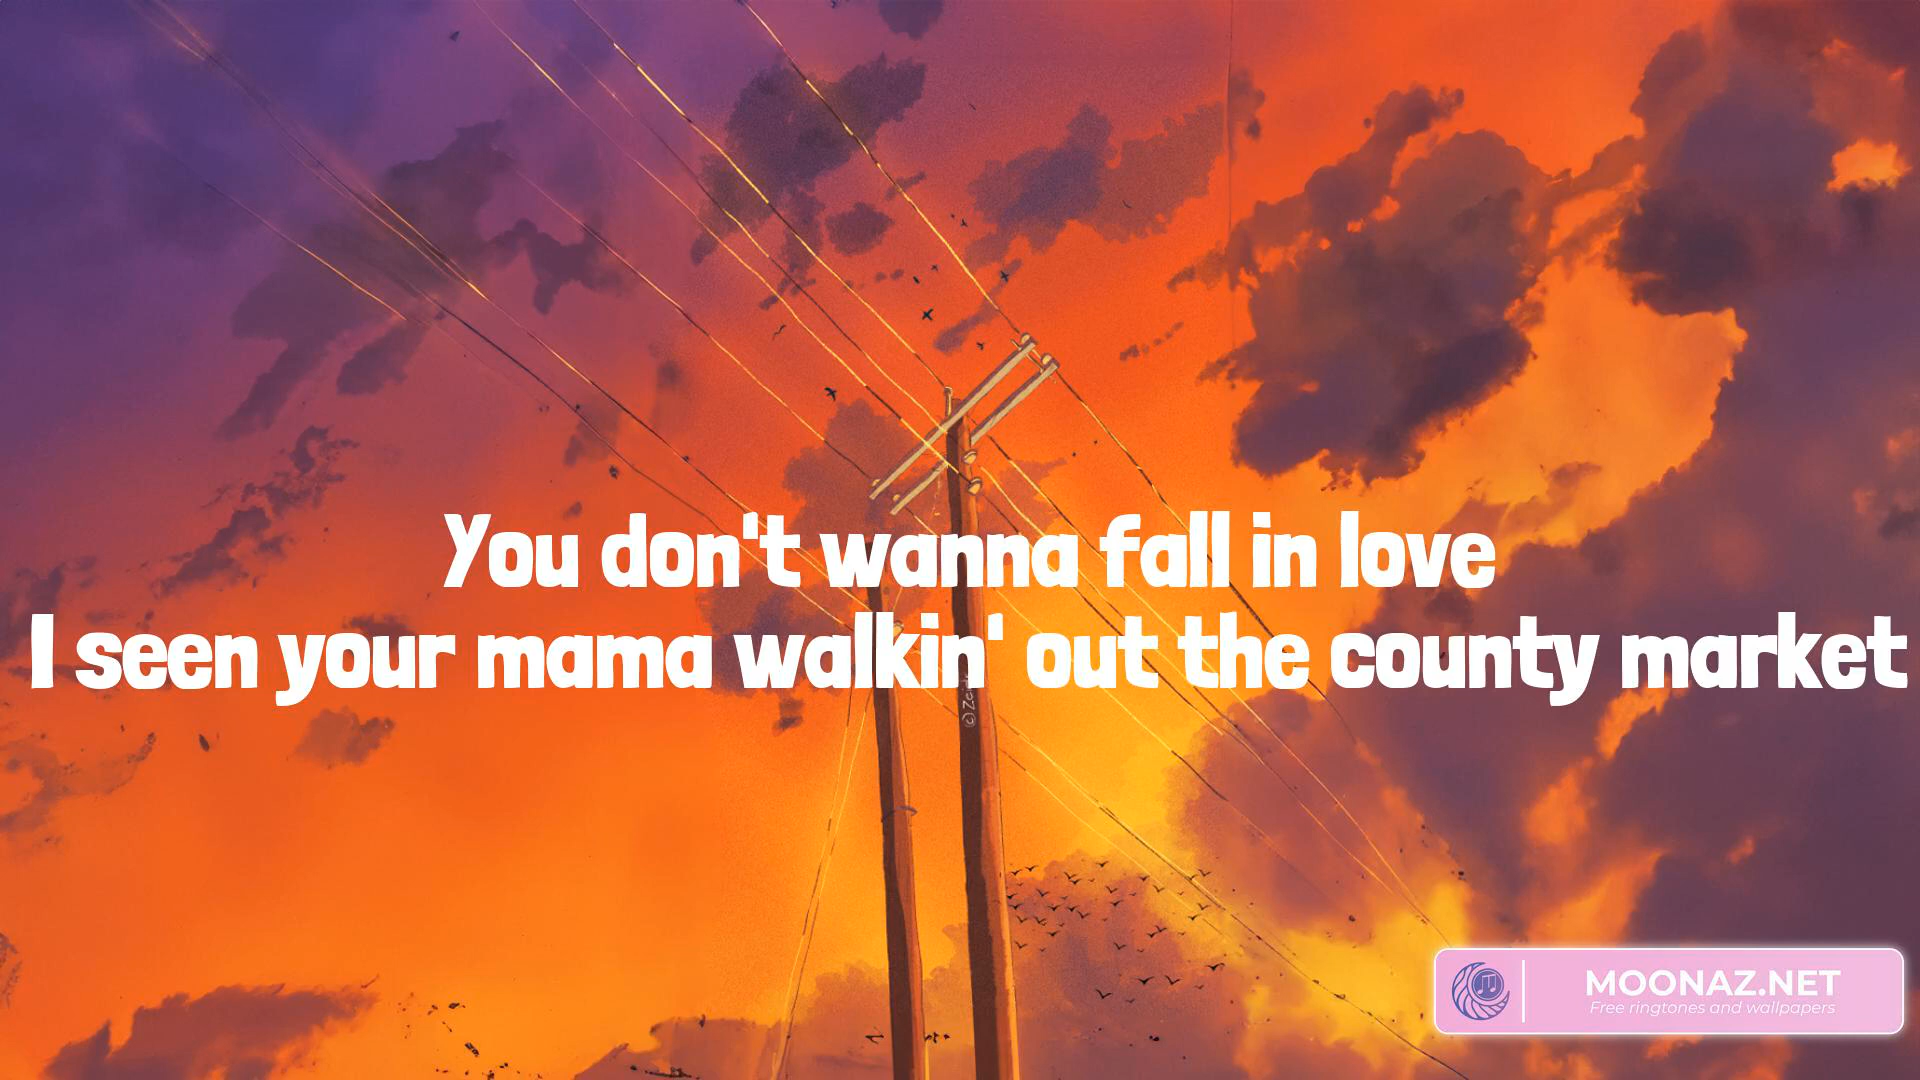 You don't wanna fall in love
I seen your mama walkin' out the county market
MOONAZ.NET
Free ringtones and wallpapers